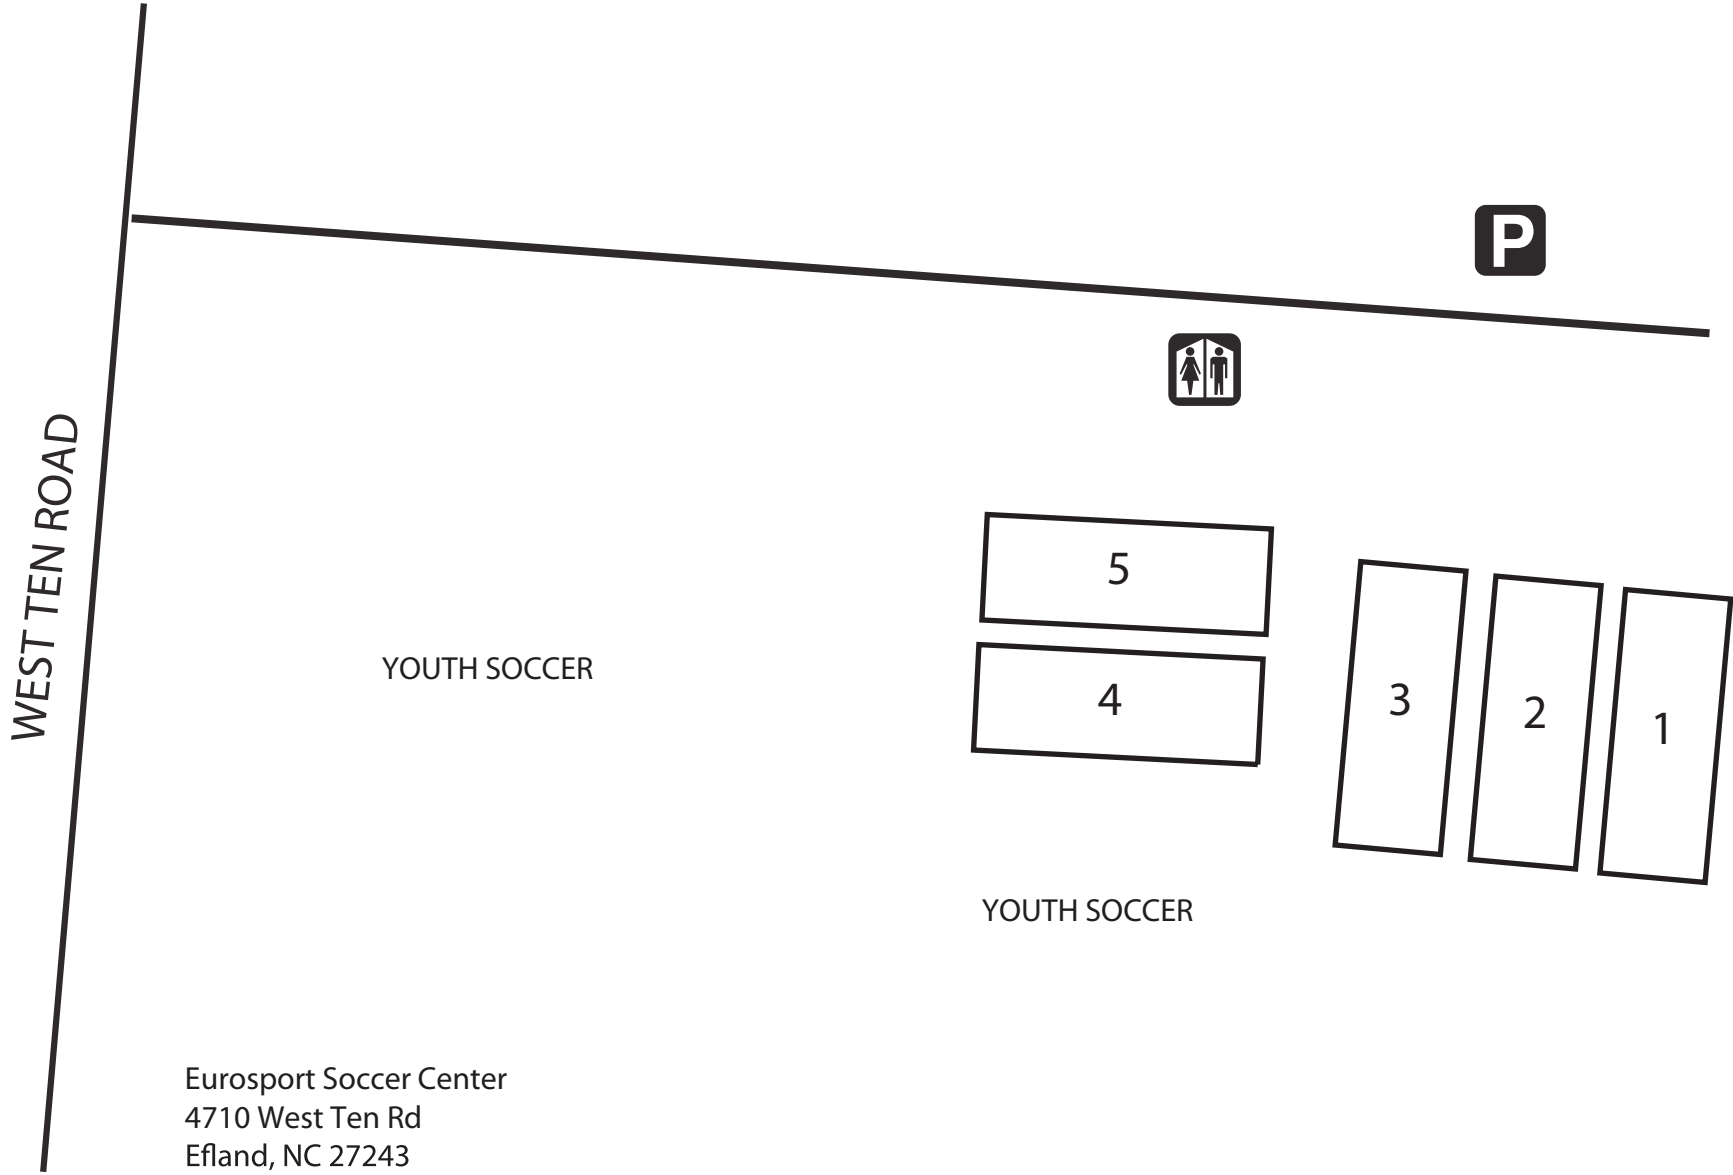 P
WEST TEN ROAD
5
YOUTH SOCCER
4
3
2
1
YOUTH SOCCER
Eurosport Soccer Center
4710 West Ten Rd
Efland, NC 27243